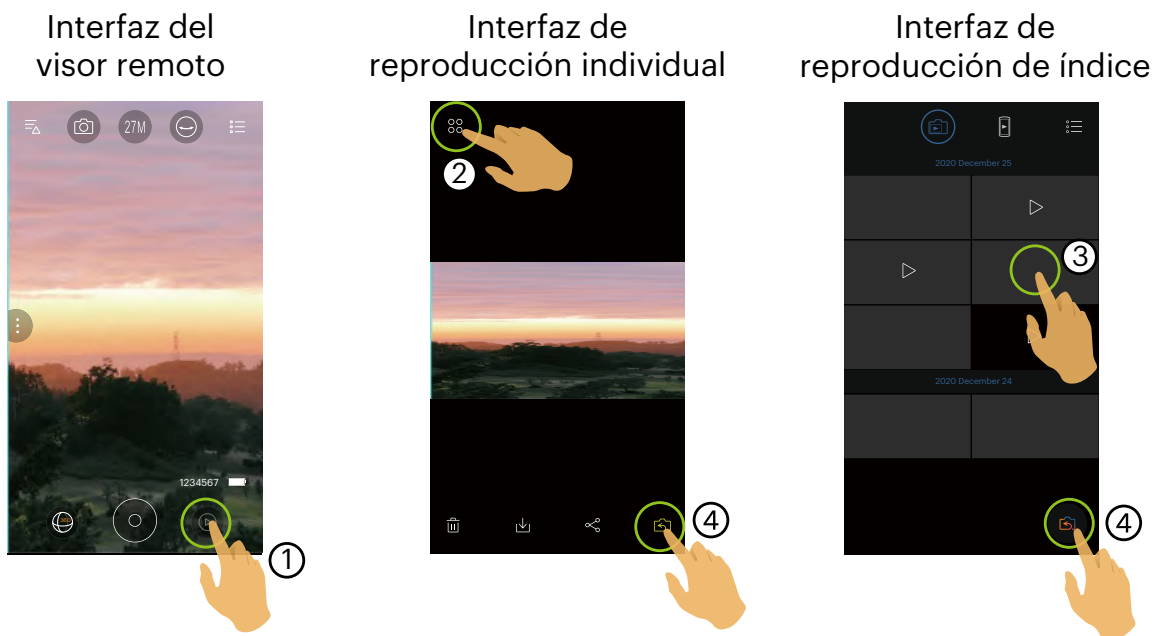 Interfaz del
visor remoto
27M
360
1234567
①
Interfaz de
reproducción individual
②
④
Interfaz de
reproducción de índice
2020 December 25
③
2020 December 24
④